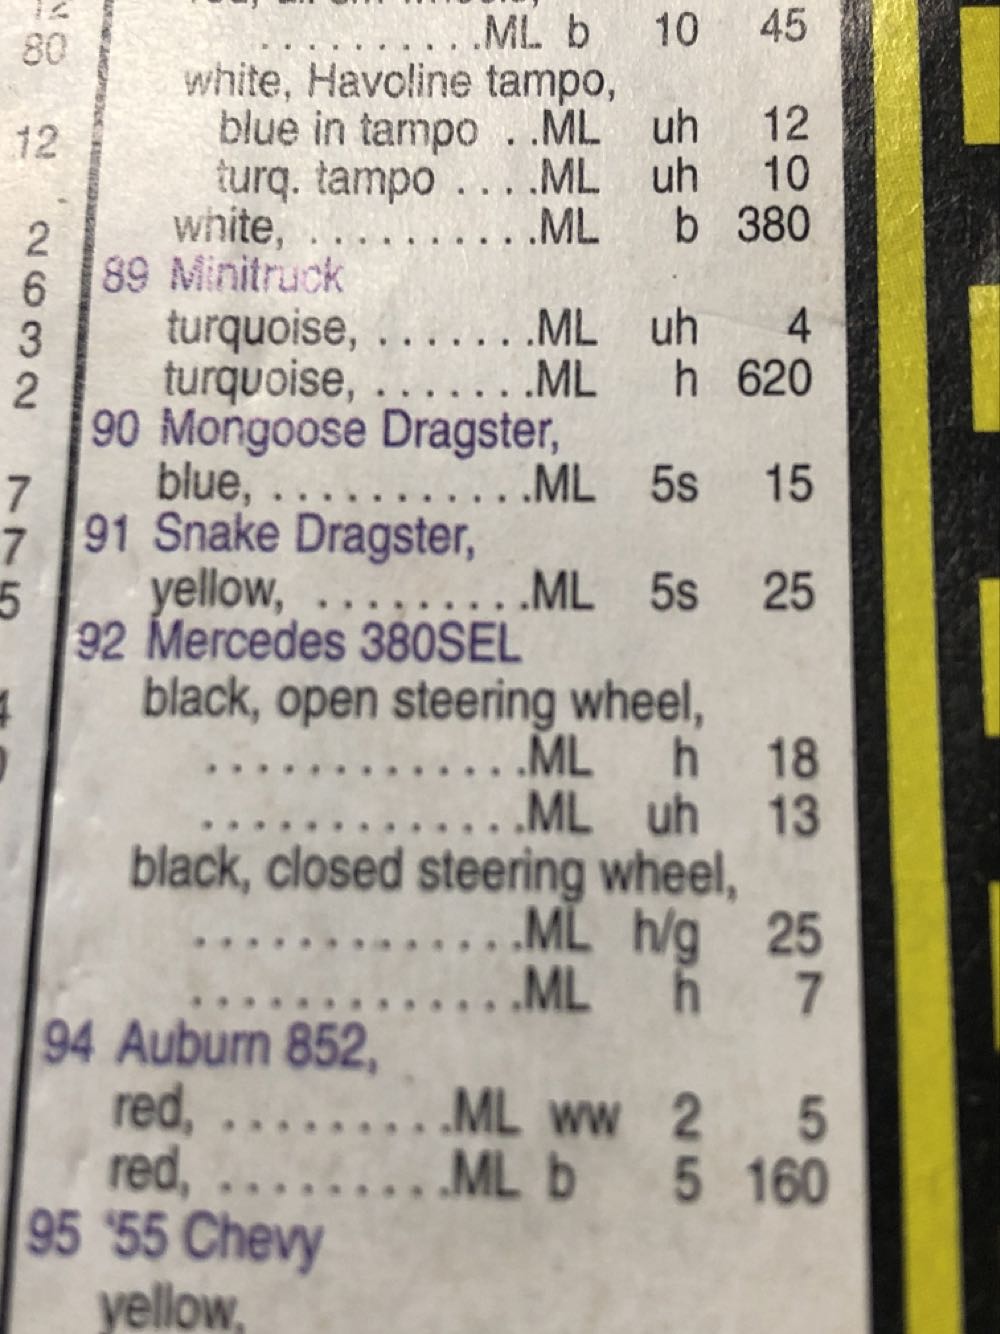 12
80
12
2
6
3
2
7
7
5
..........ML b 10 45
white, Havoline tampo,
blue in tampo ..ML uh 12
turq. tampo ....ML uh 10
white, ..........ML b 380
89 Minitruck
turquoise, .......ML uh 4
turquoise, .......ML h 620
90 Mongoose Dragster,
blue, ...........ML 5s 15
91 Snake Dragster,
yellow, .........ML 5s 25
92 Mercedes 380SEL
black, open steering wheel,
.............ML h 18
.............ML uh 13
black, closed steering wheel,
.............ML h/g 25
.............ML h 7
94 Auburn 852,
red, ..........ML ww 2 5
red, ..........ML b 5 160
95 '55 Chevy
yellow,